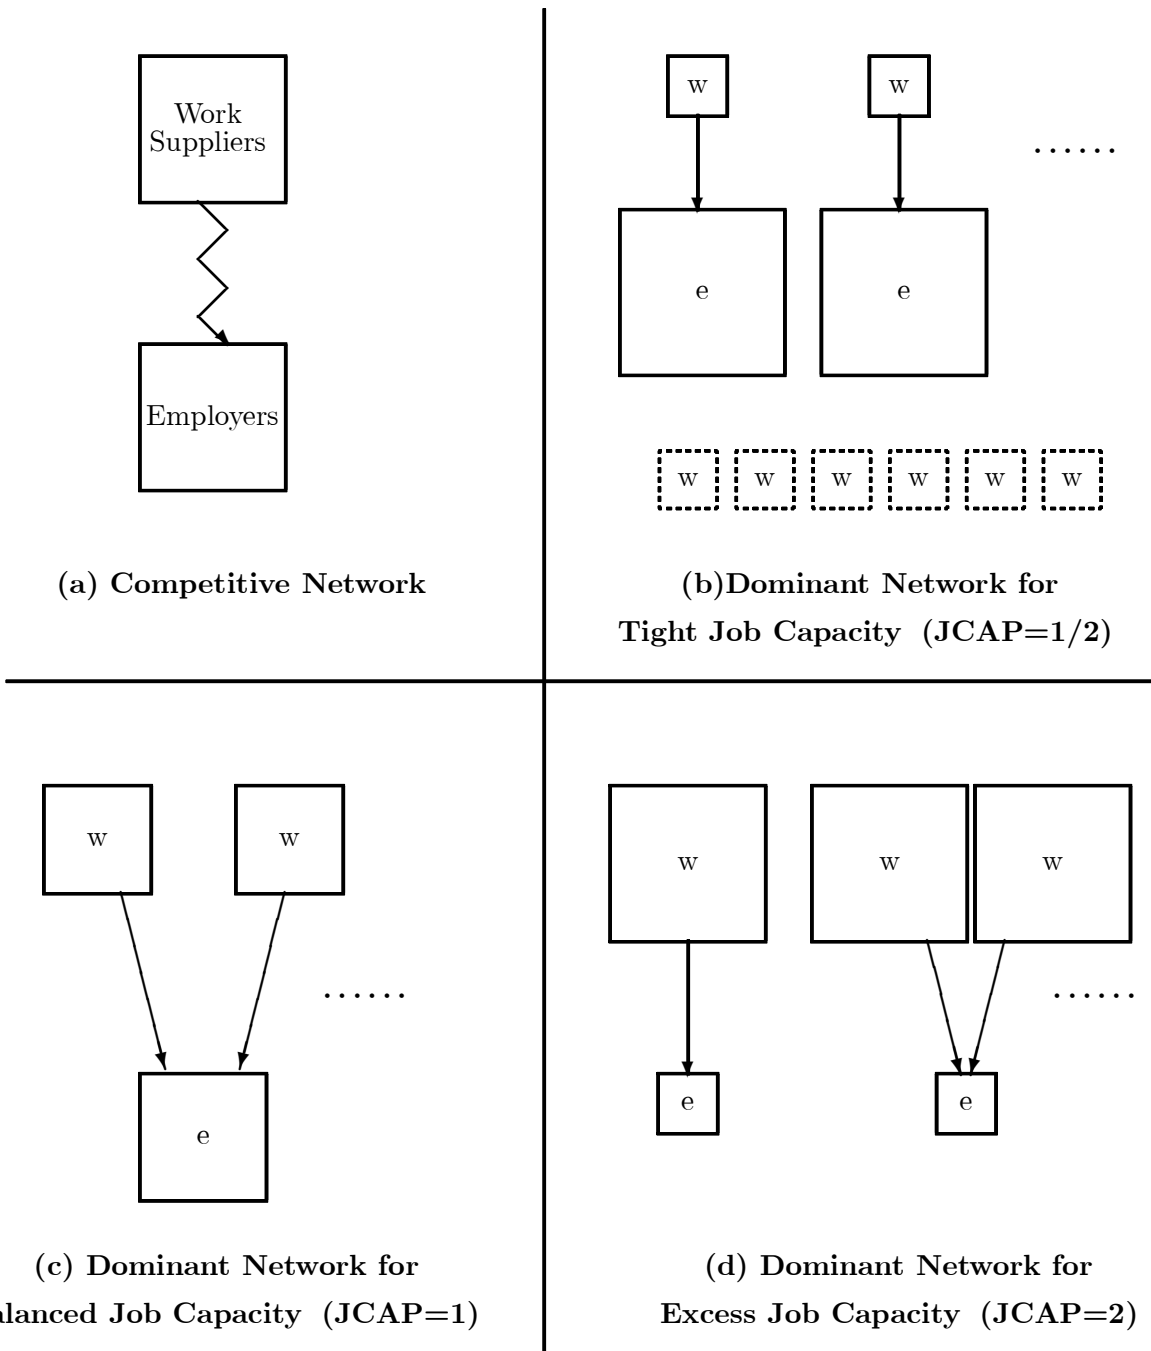 Work
Suppliers
Employers
(a) Competitive Network
w w
......
e e
w w w w w w
(b)Dominant Network for
Tight Job Capacity (JCAP=1/2)
w w
......
e
(c) Dominant Network for
alanced Job Capacity (JCAP=1)
w w w
......
e e
(d) Dominant Network for
Excess Job Capacity (JCAP=2)